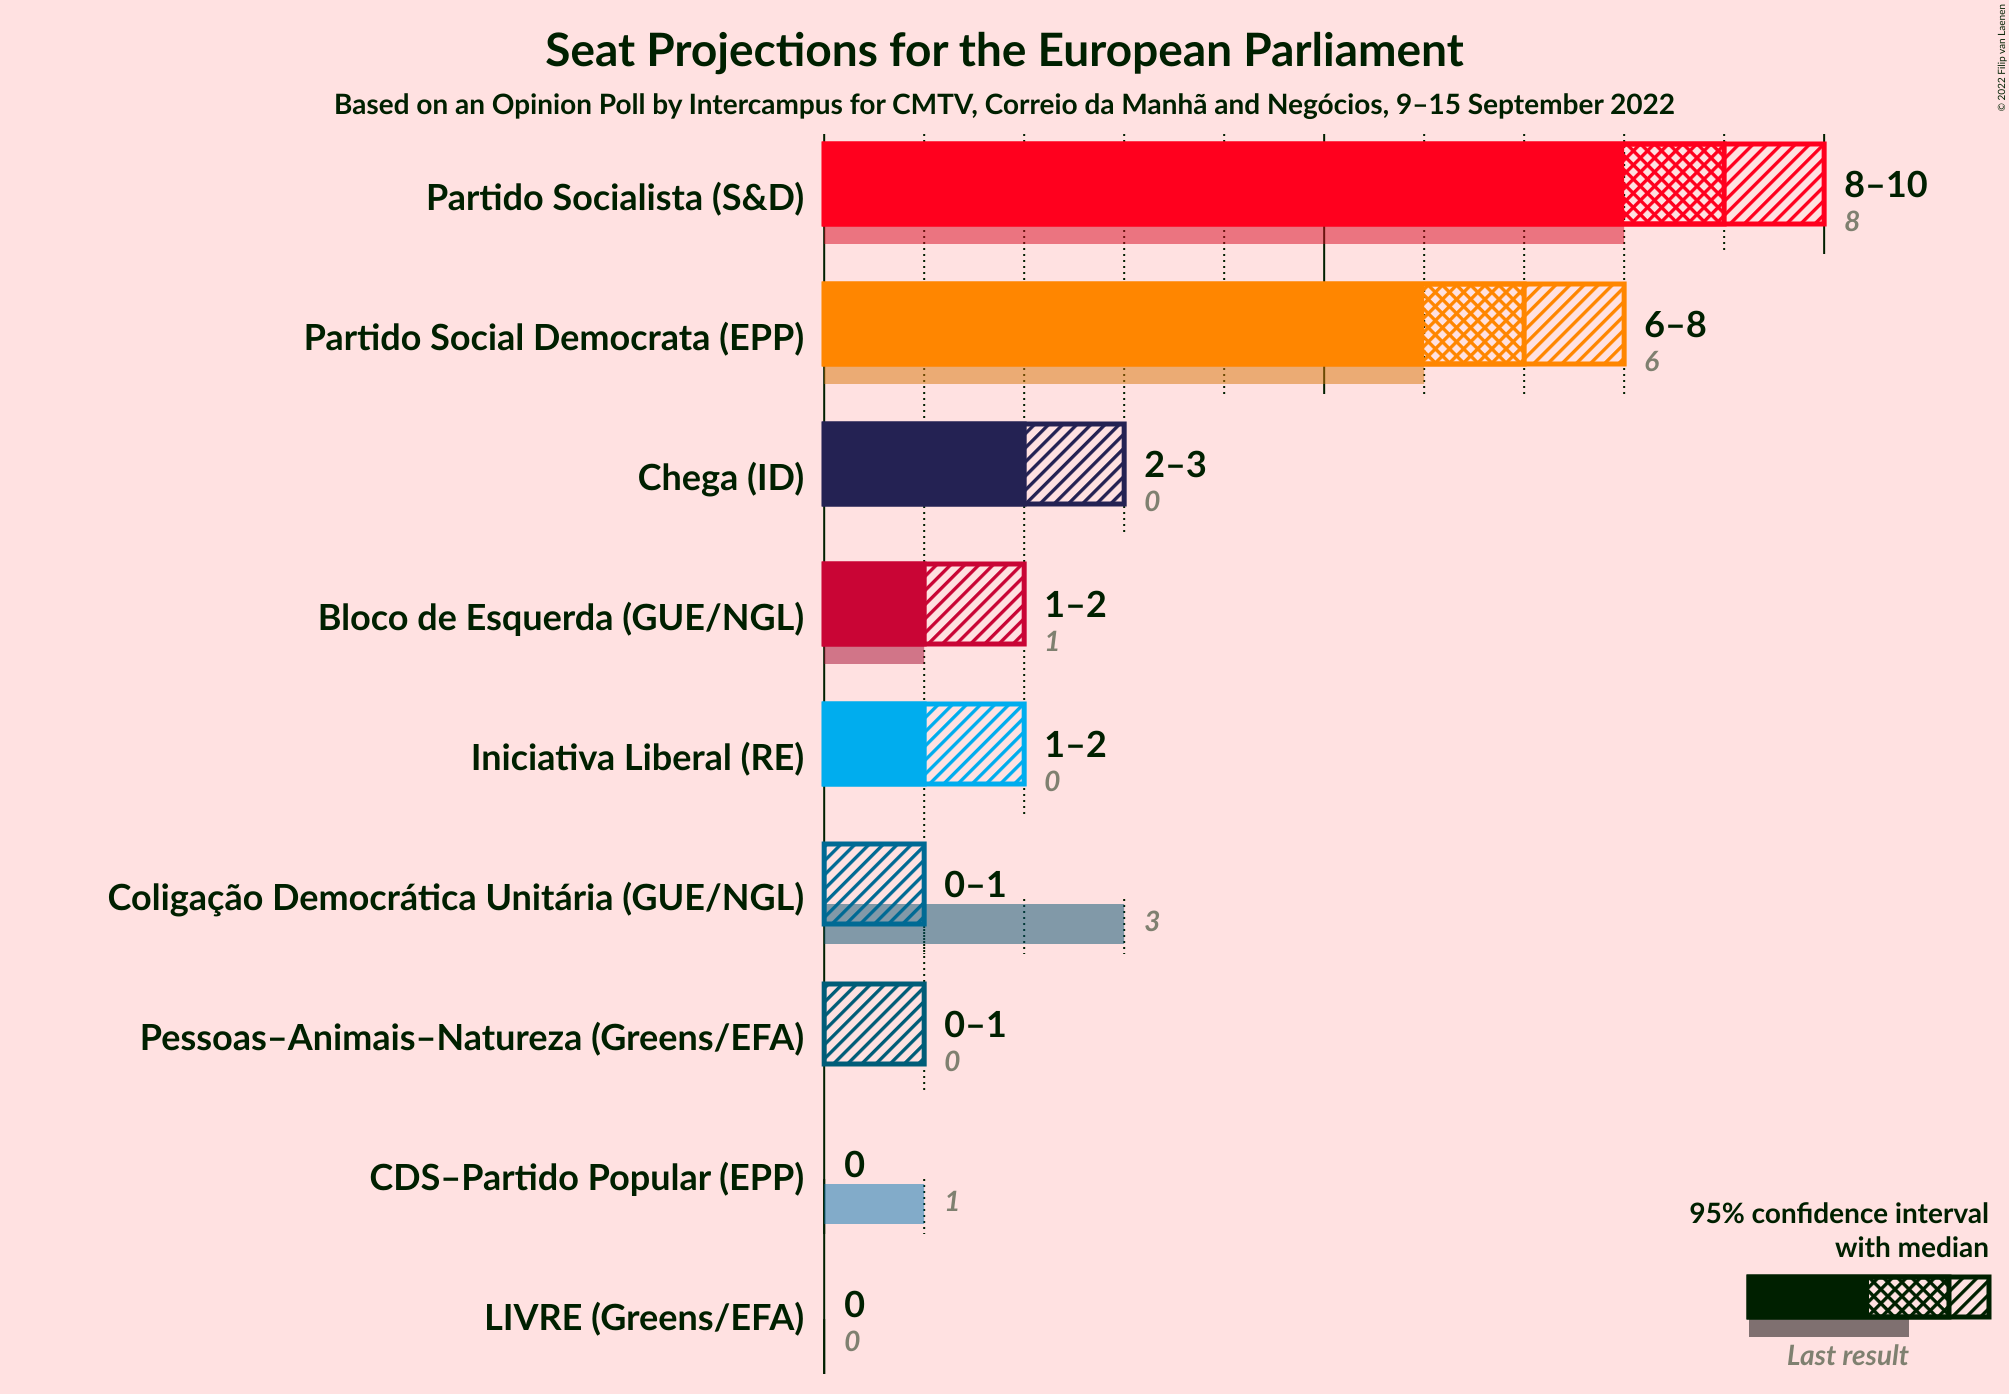 Seat Projections for the European Parliament
Based on an Opinion Poll by Intercampus for CMTV, Correio da Manhã and Negócios, 9–15 September 2022
© 2022 Filip van Laenen
Partido Socialista (S&D)
8–10
8
Partido Social Democrata (EPP)
6–8
6
Chega (ID)
2–3
0
Bloco de Esquerda (GUE/NGL)
1–2
1
Iniciativa Liberal (RE)
1–2
0
Coligação Democrática Unitária (GUE/NGL)
0–1
3
Pessoas–Animais–Natureza (Greens/EFA)
0–1
0
CDS–Partido Popular (EPP)
0
1
LIVRE (Greens/EFA)
0
0
95% confidence interval
with median
Last result